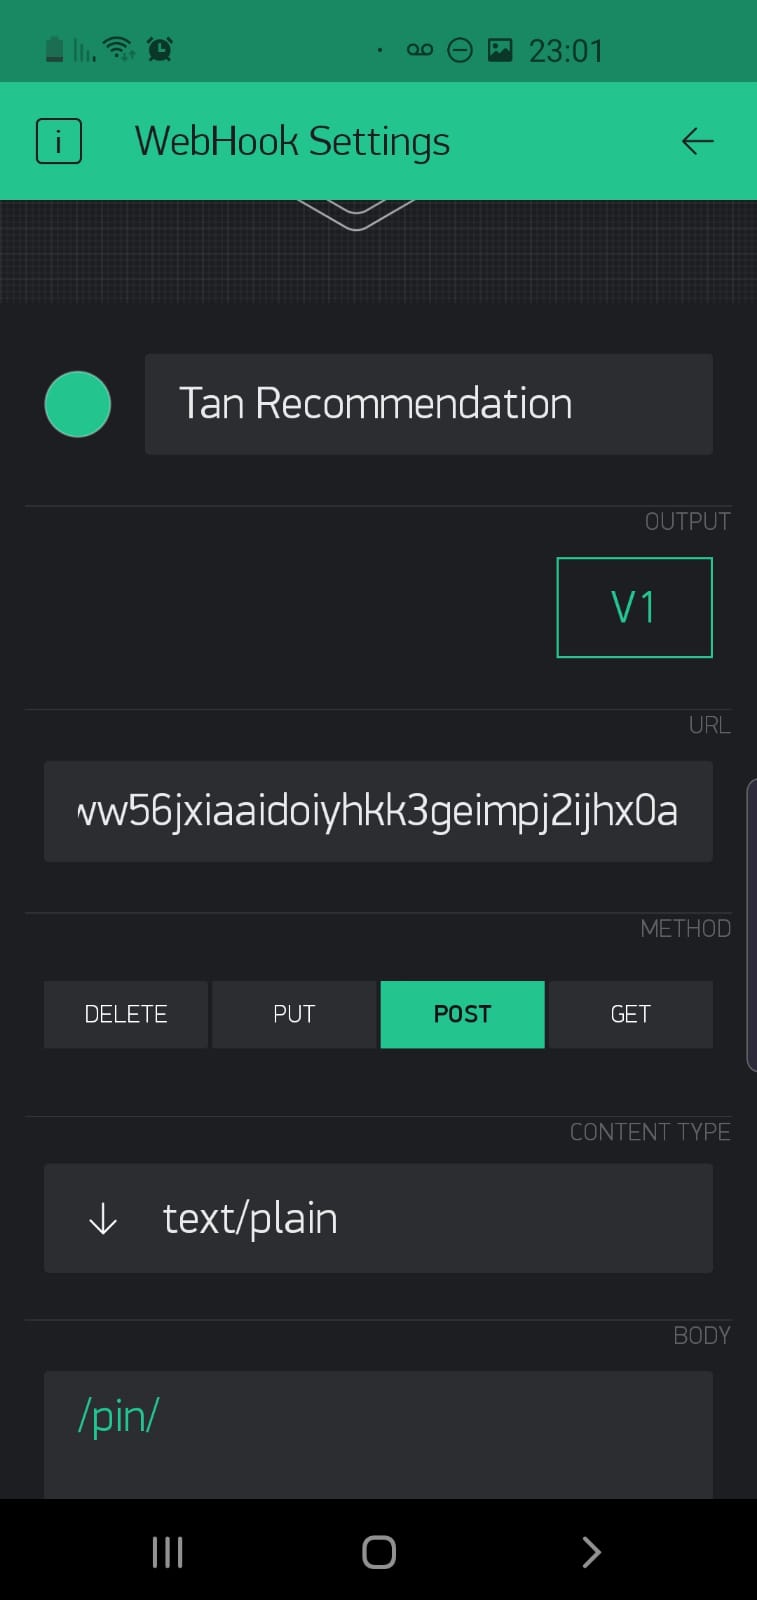 23:01
i WebHook Settings
Tan Recommendation
OUTPUT
V1
URL
vw56jxiaaidoiyhkk3geimpj2ijhx0a
METHOD
DELETE PUT POST GET
CONTENT TYPE
text/plain
BODY
/pin/